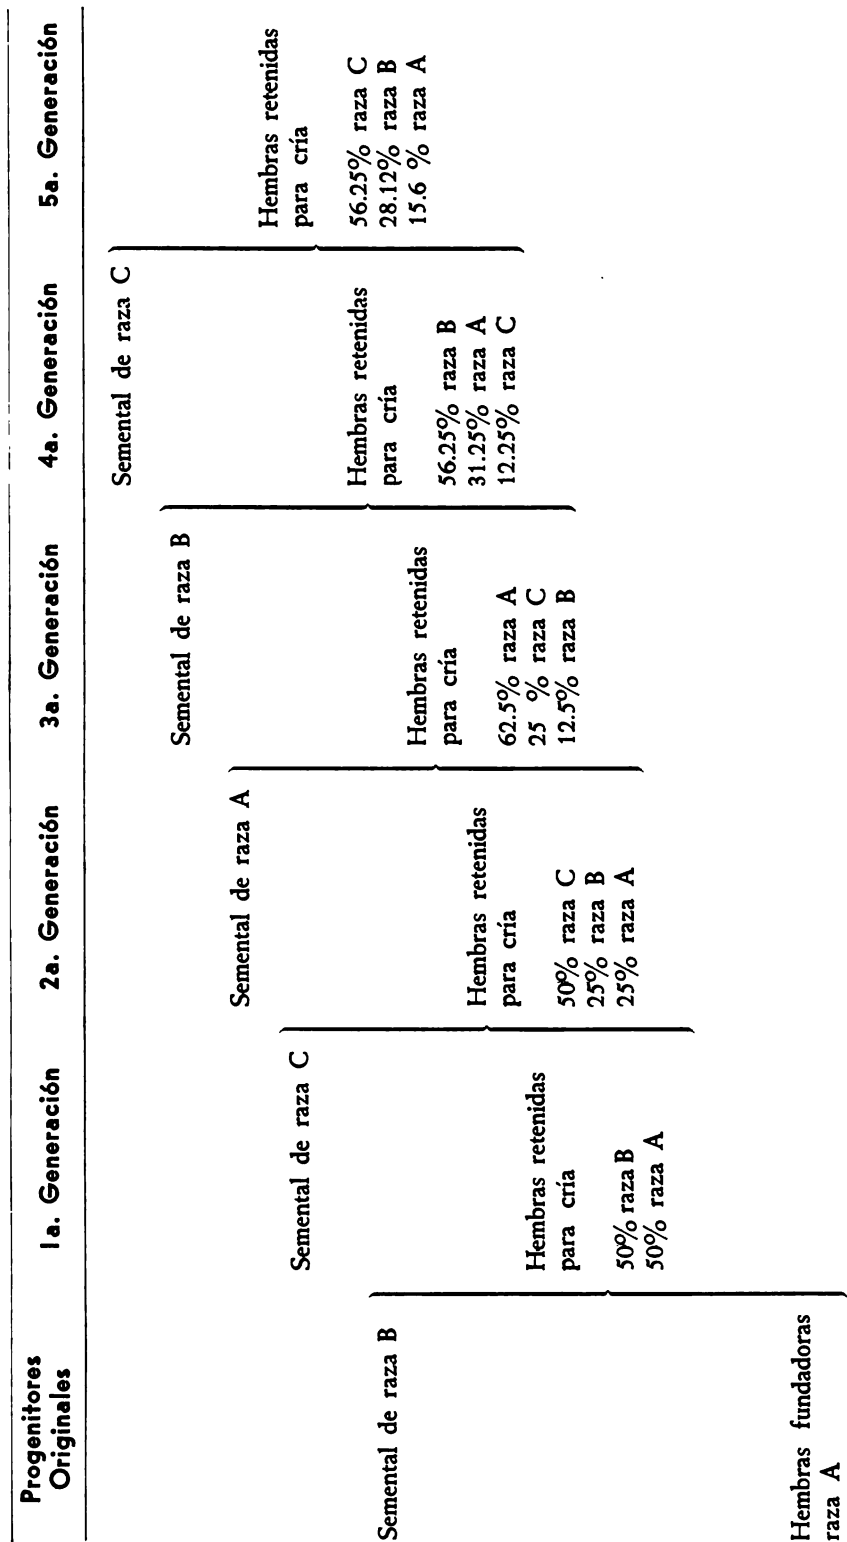 Progenitores
Originales
1a. Generación
2a. Generación
3a. Generación
4a. Generación
5a. Generación
Semental de raza B
Hembras fundadoras
raza A
Semental de raza C
Hembras retenidas
para cría
50% raza B
50% raza A
Semental de raza A
Hembras retenidas
para cría
50% raza C
25% raza B
25% raza A
Semental de raza B
Hembras retenidas
para cría
62.5% raza A
25 % raza C
12.5% raza B
Semental de raza C
Hembras retenidas
para cría
56.25% raza B
31.25% raza A
12.25% raza C
Hembras retenidas
para cría
56.25% raza C
28.12% raza B
15.6 % raza A